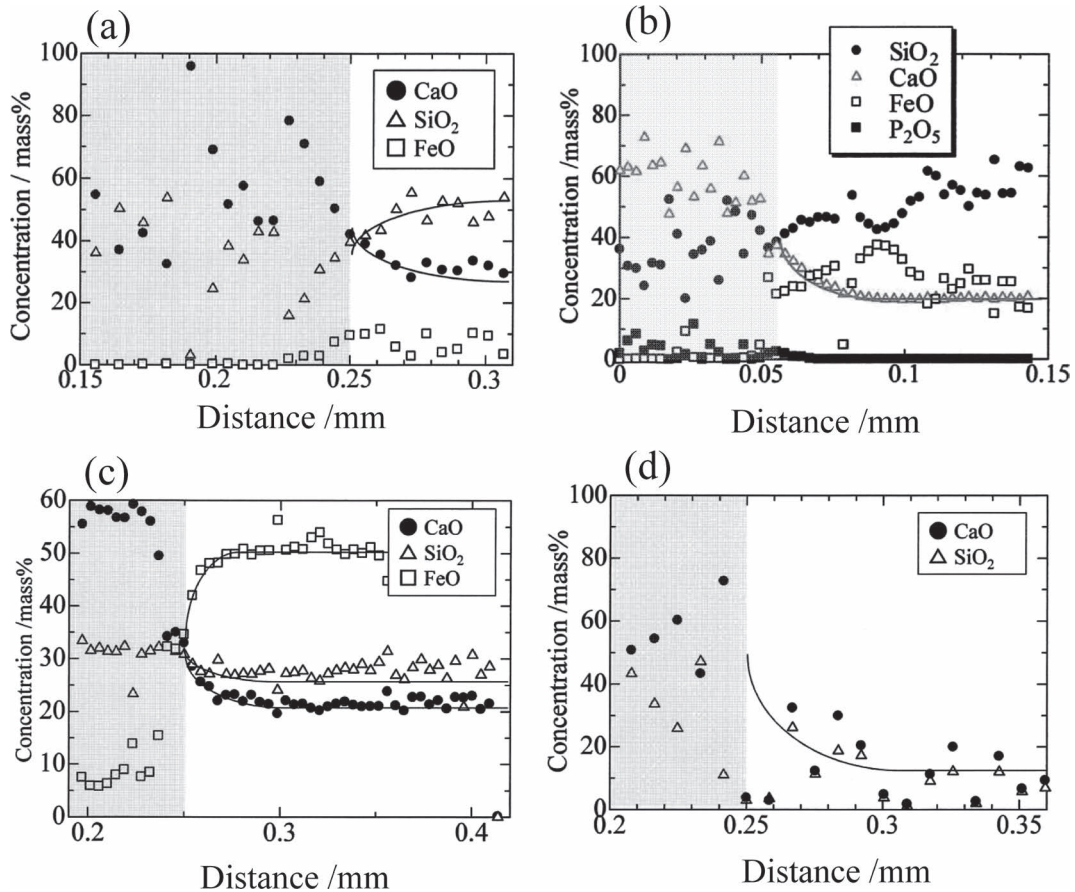 (a)
100
80
60
40
20
0
Concentration / mass%
CaO
SiO₂
FeO
0.15
0.2
0.25
0.3
Distance /mm
(b)
100
80
60
40
20
0
Concentration /mass%
SiO₂
CaO
FeO
P₂O₅
0
0.05
0.1
0.15
Distance /mm
(c)
60
50
40
30
20
10
0
Concentration/mass%
CaO
SiO₂
FeO
0.2
0.3
0.4
Distance /mm
(d)
100
80
60
40
20
0
Concentration /mass%
CaO
SiO₂
0.2
0.25
0.3
0.35
Distance /mm